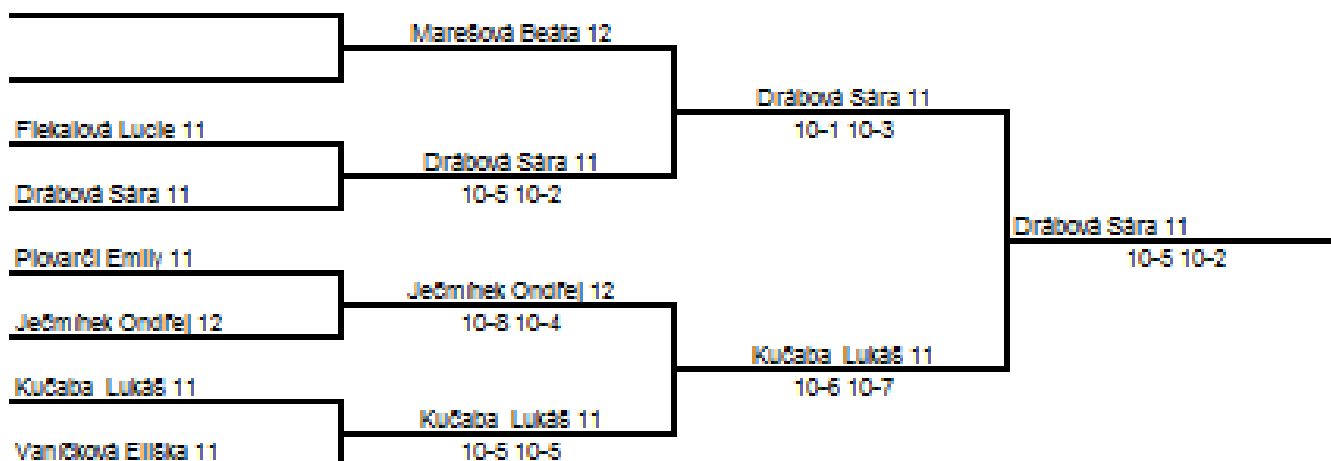 Marešová Beáta 12
Drábová Sára 11
10-1 10-3
Flekalová Lucie 11
Drábová Sára 11
10-5 10-2
Drábová Sára 11
Drábová Sára 11
10-5 10-2
Plovarčí Emily 11
Ječmínek Ondřej 12
10-8 10-4
Ječmínek Ondřej 12
Kučaba Lukáš 11
10-6 10-7
Kučaba Lukáš 11
Kučaba Lukáš 11
10-5 10-5
Vaníčková Eliška 11